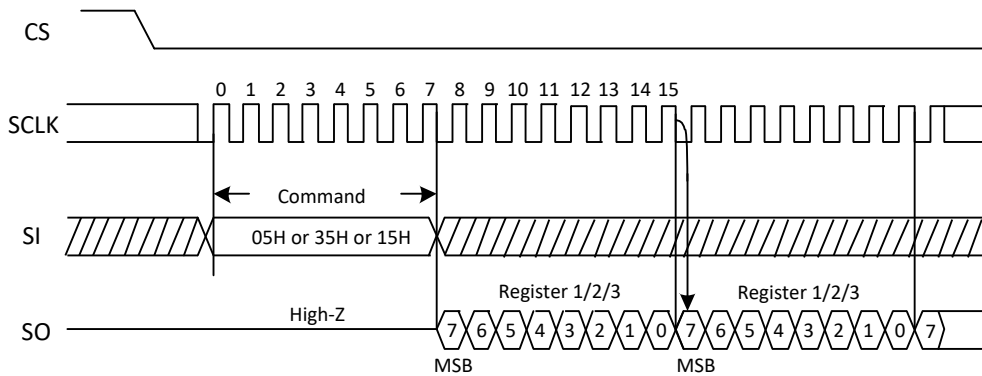 CS
0 1 2 3 4 5 6 7 8 9 10 11 12 13 14 15
SCLK
Command
SI
05H or 35H or 15H
Register 1/2/3 Register 1/2/3
High-Z
SO
7 6 5 4 3 2 1 0 7 6 5 4 3 2 1 0 7
MSB MSB